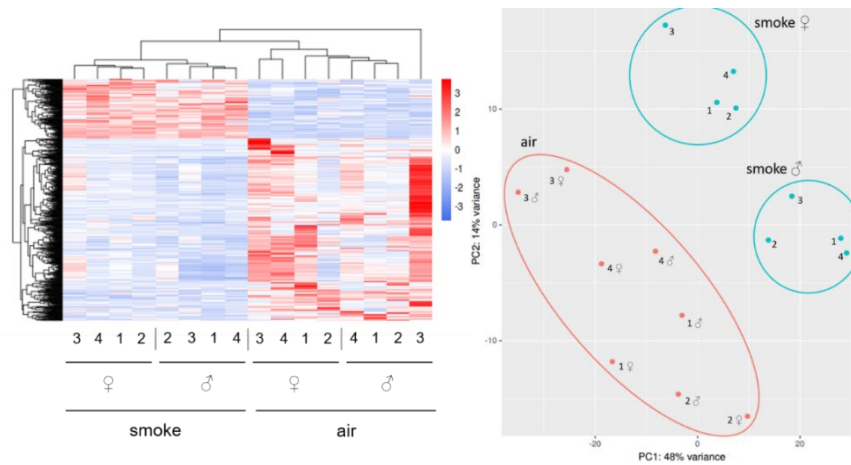 3
2
1
0
-1
-2
-3
3 4 1 2 2 3 1 4 3 4 1 2 4 1 2 3
♀ ♂ ♀ ♂
smoke air
smoke ♀
3
4
1
2
10
air
smoke ♂
3 ♀
3 ♂
3
0
2
1
4
4 ♀
4 ♂
1 ♂
-10
1 ♀
2 ♂
2 ♀
PC2: 14% variance
-20 0 20
PC1: 48% variance